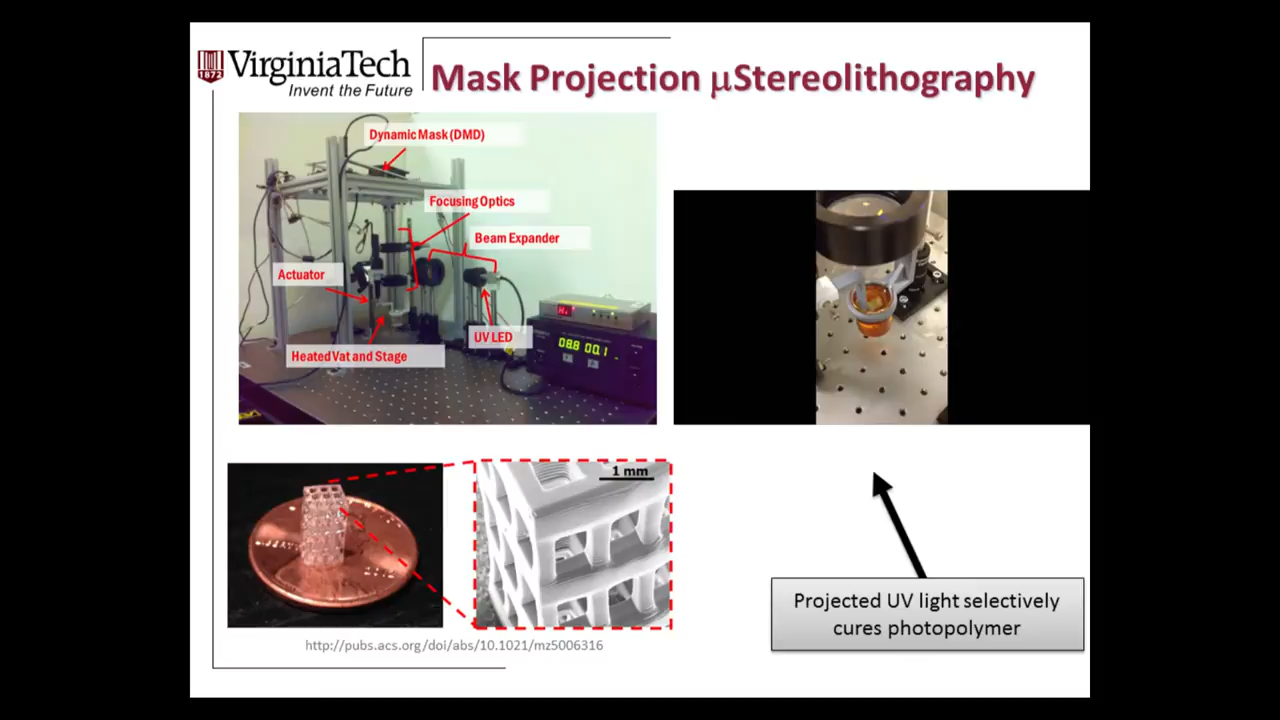 VirginiaTech
1872
Invent the Future
Mask Projection µStereolithography
Dynamic Mask (DMD)
Focusing Optics
Beam Expander
Actuator
UV LED
Heated Vat and Stage
08.8 00.1
1 mm
http://pubs.acs.org/doi/abs/10.1021/mz5006316
Projected UV light selectively
cures photopolymer